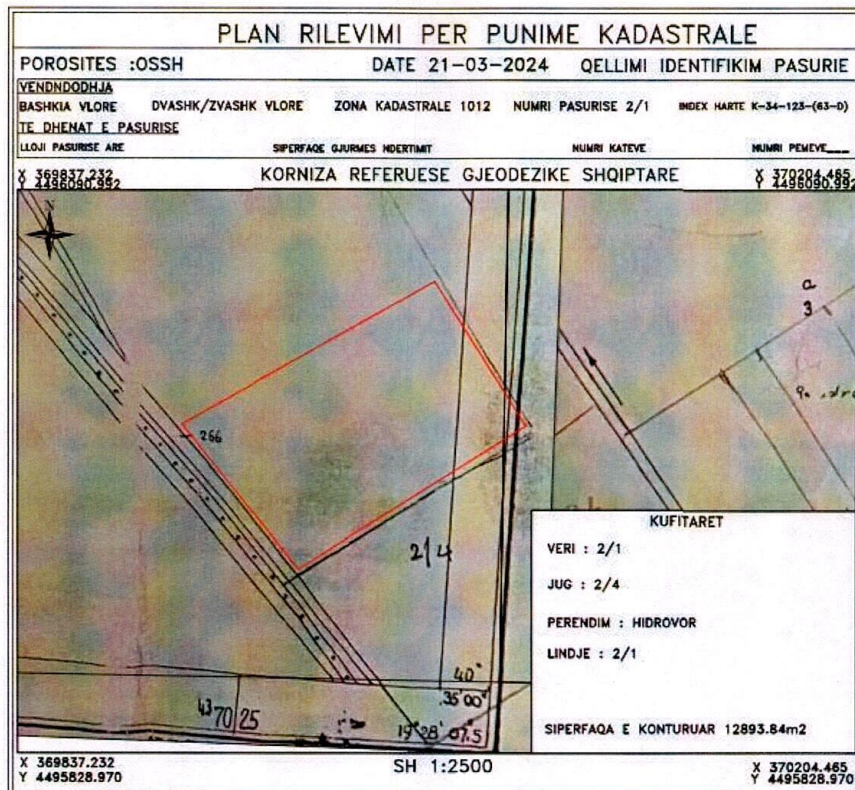 PLAN RILEVIMI PER PUNIME KADASTRALE
POROSITES :OSSH DATE 21-03-2024 QELLIMI IDENTIFIKIM PASURIE
VENDNDODHJA
BASHKIA VLORE DVASHK/ZVASHK VLORE ZONA KADASTRALE 1012 NUMRI PASURISE 2/1 INDEX HARTE K-34-123-(63-D)
TE DHENAT E PASURISE
LLOJI PASURISE ARE SIPERFAQE GJURMES NDERTIMIT NUMRI KATEVE NUMRI PEMEVE___
X 369837.232 KORNIZA REFERUESE GJEODEZIKE SHQIPTARE X 370204.465
Y 4496090.992 Y 4496090.992
N
a
3
266
2/4
KUFITARET
VERI : 2/1
JUG : 2/4
PERENDIM : HIDROVOR
LINDJE : 2/1
SIPERFAQA E KONTURUAR 12893.84m2
40°
35'00"
43 70 25
19°28'07.5
X 369837.232 SH 1:2500 X 370204.465
Y 4495828.970 Y 4495828.970